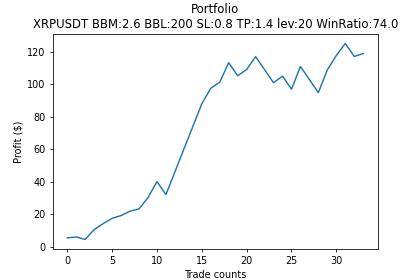 Portfolio
XRPUSDT BBM:2.6 BBL:200 SL:0.8 TP:1.4 lev:20 WinRatio:74.0
Profit ($)
120
100
80
60
40
20
0
0 5 10 15 20 25 30
Trade counts